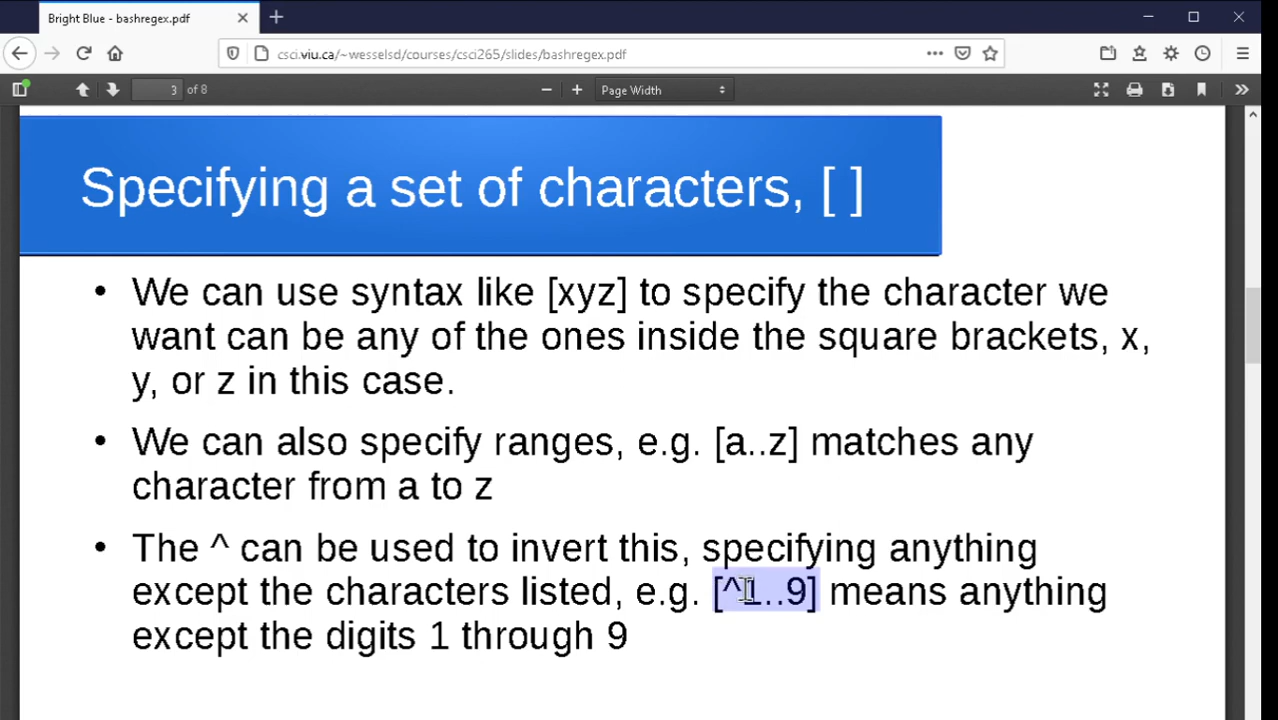 Bright Blue - bashregex.pdf
csci.viu.ca/~wesselsd/courses/csci265/slides/bashregex.pdf
3 of 8
Page Width
Specifying a set of characters, [ ]
• We can use syntax like [xyz] to specify the character we
want can be any of the ones inside the square brackets, x,
y, or z in this case.
• We can also specify ranges, e.g. [a..z] matches any
character from a to z
• The ^ can be used to invert this, specifying anything
except the characters listed, e.g. [^1..9] means anything
except the digits 1 through 9